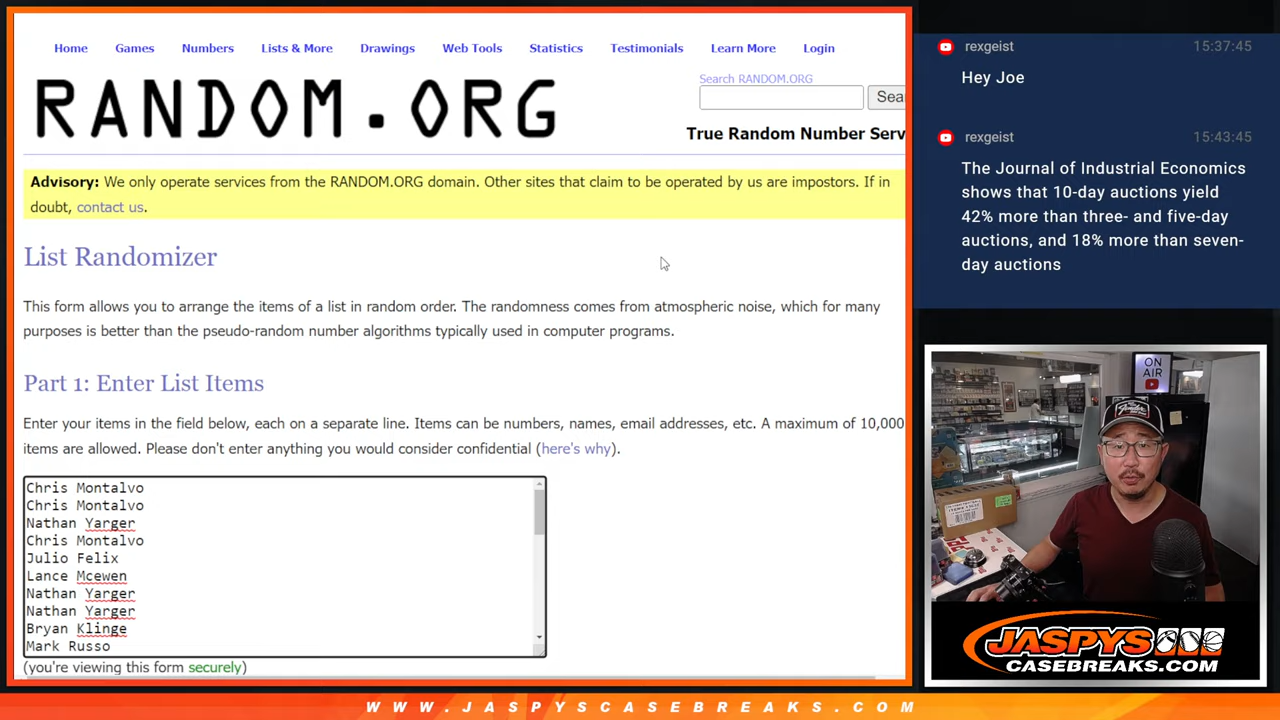 Home Games Numbers Lists & More Drawings Web Tools Statistics Testimonials Learn More Login
RANDOM.ORG
Search RANDOM.ORG
Sear
True Random Number Serv
Advisory: We only operate services from the RANDOM.ORG domain. Other sites that claim to be operated by us are impostors. If in
doubt, contact us.
List Randomizer
This form allows you to arrange the items of a list in random order. The randomness comes from atmospheric noise, which for many
purposes is better than the pseudo-random number algorithms typically used in computer programs.
Part 1: Enter List Items
Enter your items in the field below, each on a separate line. Items can be numbers, names, email addresses, etc. A maximum of 10,000
items are allowed. Please don't enter anything you would consider confidential (here's why).
Chris Montalvo
Chris Montalvo
Nathan Yarger
Chris Montalvo
Julio Felix
Lance Mcewen
Nathan Yarger
Nathan Yarger
Bryan Klinge
Mark Russo
(you're viewing this form securely)
rexgeist 15:37:45
Hey Joe
rexgeist 15:43:45
The Journal of Industrial Economics
shows that 10-day auctions yield
42% more than three- and five-day
auctions, and 18% more than seven-
day auctions
ON
AIR
JASPYS
CASEBREAKS.COM
WWW.JASPYSCASEBREAKS.COM